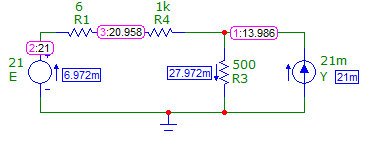 6 1k
R1 3:20.958 R4 1:13.986
2:21
21 500 21m
E 6.972m 27.972m R3 Y 21m